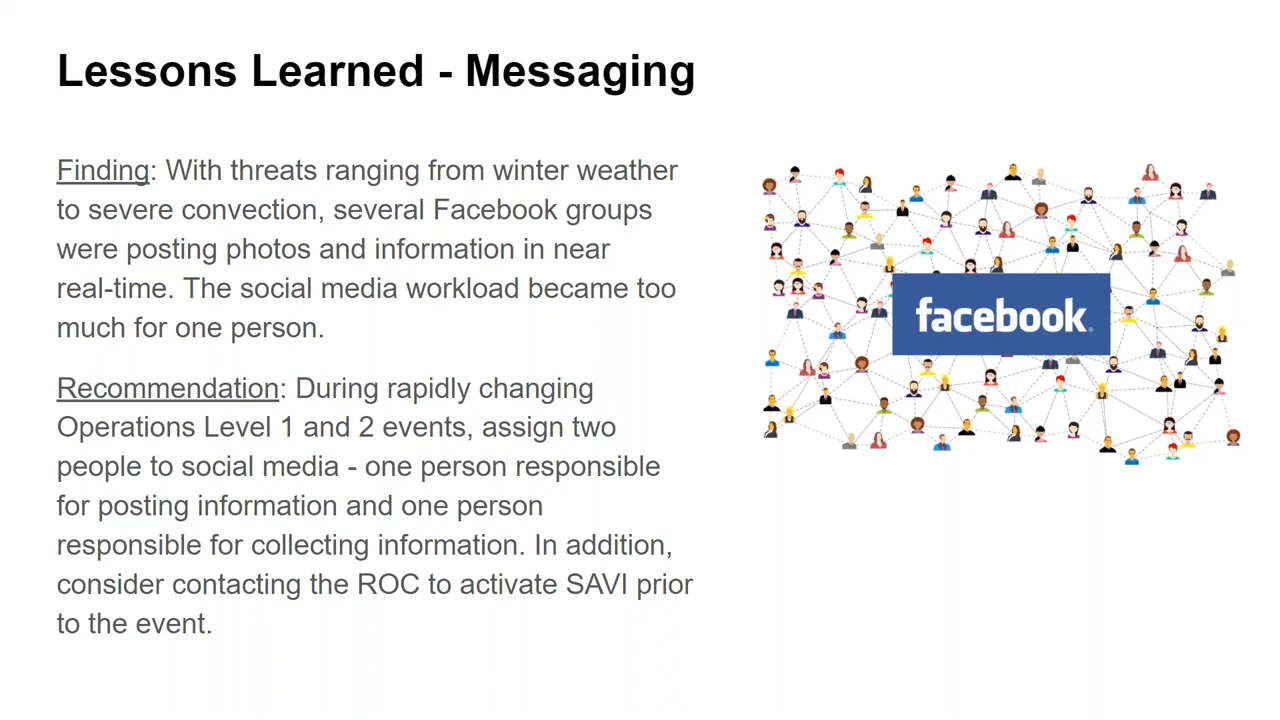 Lessons Learned - Messaging
Finding: With threats ranging from winter weather
to severe convection, several Facebook groups
were posting photos and information in near
real-time. The social media workload became too
much for one person.
Recommendation: During rapidly changing
Operations Level 1 and 2 events, assign two
people to social media - one person responsible
for posting information and one person
responsible for collecting information. In addition,
consider contacting the ROC to activate SAVI prior
to the event.
facebook